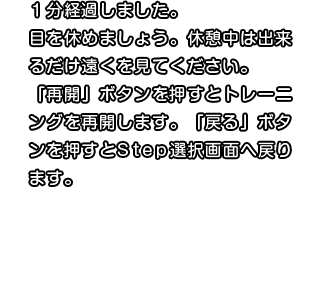 １分経過しました。
目を休めましょう。休憩中は出来
るだけ遠くを見てください。
「再開」ボタンを押すとトレーニ
ングを再開します。「戻る」ボタ
ンを押すとＳｔｅｐ選択画面へ戻り
ます。